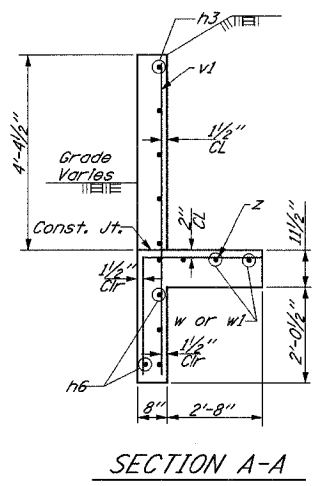 h3
v1
4'-4½"
1½"
CL
Grade
Varies
Const. Jt.
2"
CL
z
11½"
1½"
Clr
w or w1
2'-0½"
1½"
Clr
h6
8"
2'-8"
SECTION A-A